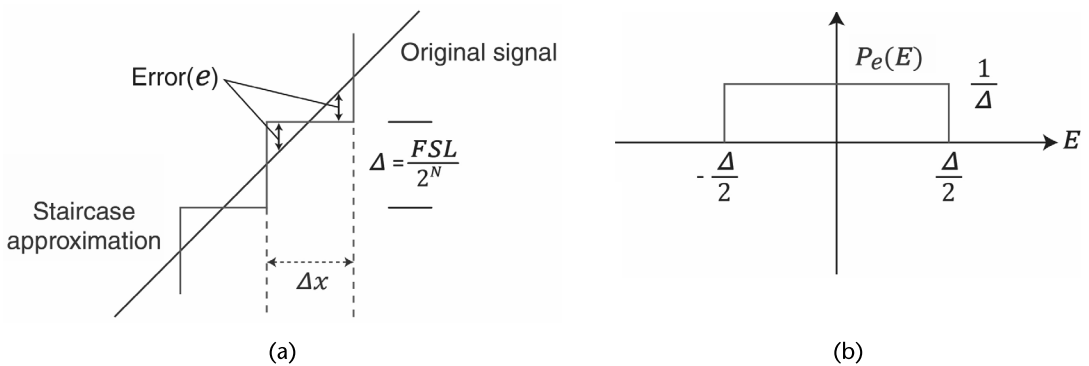 Original signal
Error(e)
Δ = FSL / 2^N
Staircase
approximation
Δx
(a)
P_e(E)
1 / Δ
E
- Δ / 2
Δ / 2
(b)